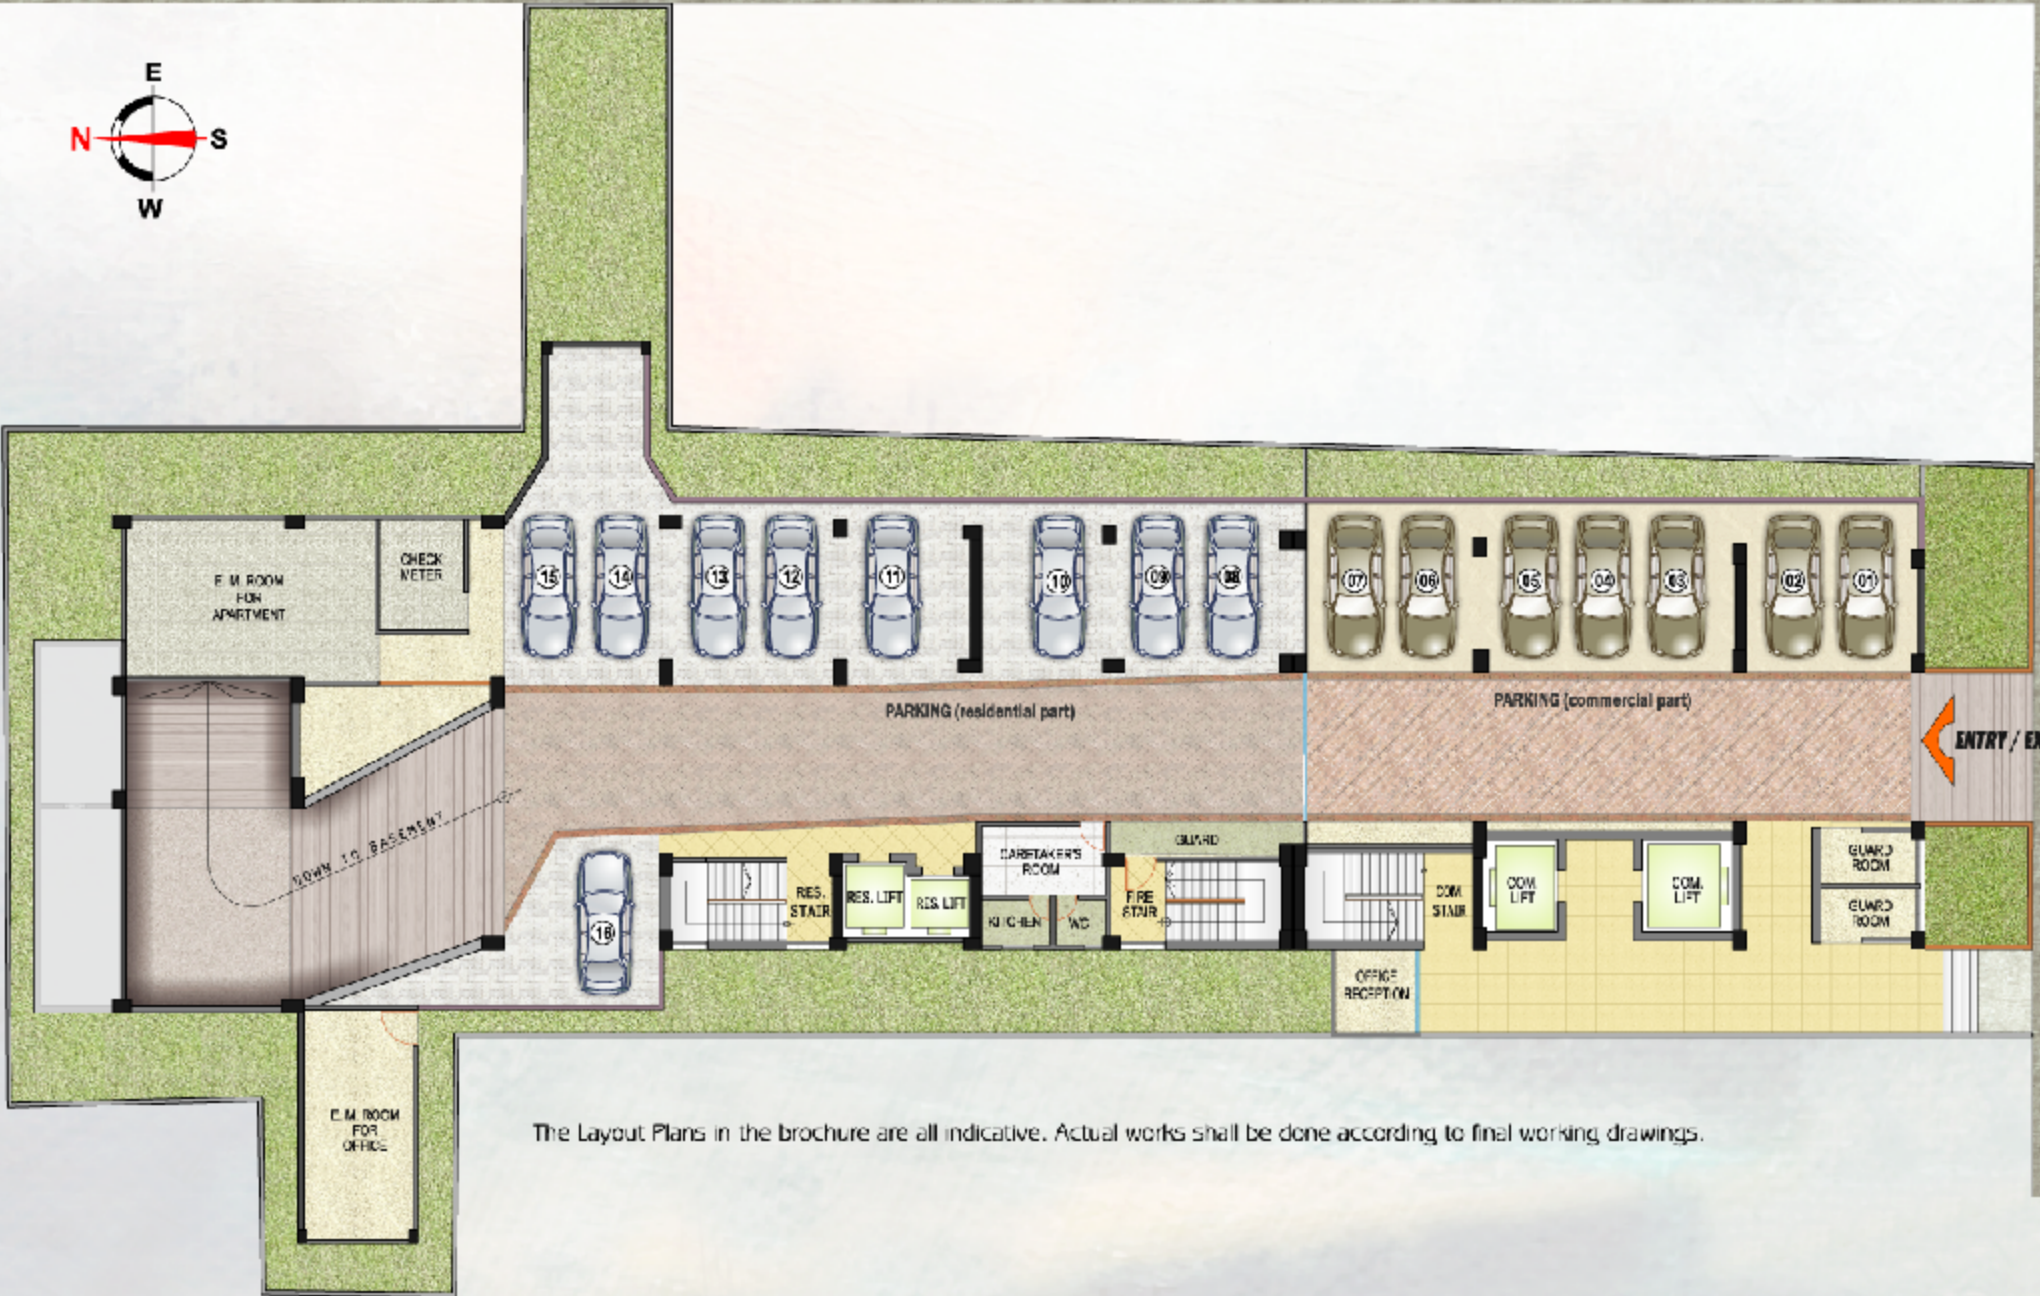 E
N
S
W
E. M. ROOM
FOR
APARTMENT
CHECK
METER
15
14
13
12
11
10
09
08
07
06
05
04
03
02
01
PARKING (residential part)
PARKING (commercial part)
ENTRY / EX
DOWN TO BASEMENT
16
RES.
STAIR
RES. LIFT
RES. LIFT
CARETAKER'S
ROOM
KITCHEN
WC
GUARD
FIRE
STAIR
COM.
STAIR
COM.
LIFT
COM.
LIFT
GUARD
ROOM
GUARD
ROOM
OFFICE
RECEPTION
E. M. ROOM
FOR
OFFICE
The Layout Plans in the brochure are all indicative. Actual works shall be done according to final working drawings.